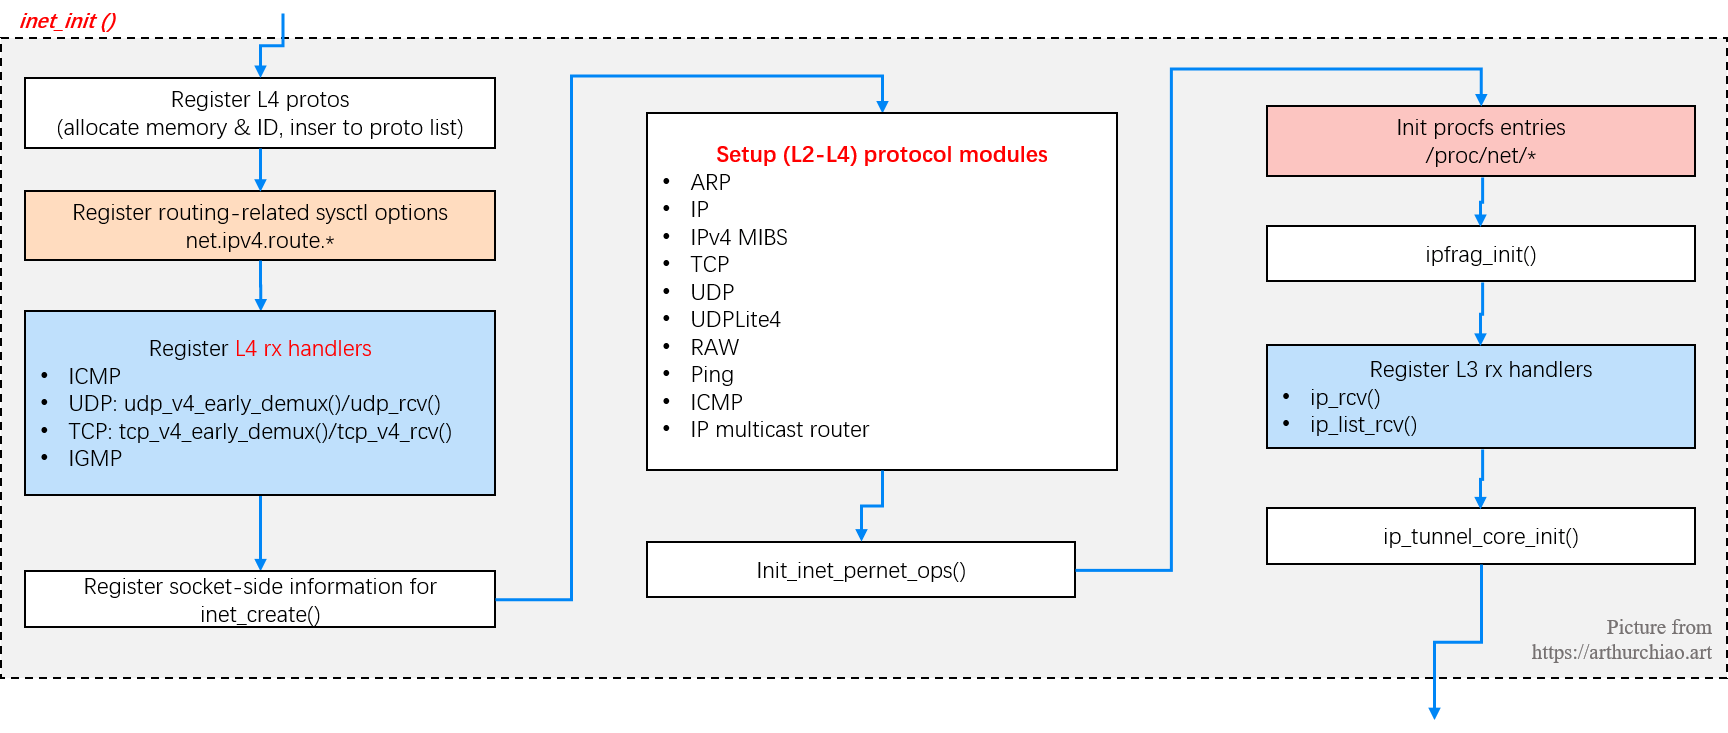 inet_init ()
Register L4 protos
(allocate memory & ID, inser to proto list)
Register routing-related sysctl options
net.ipv4.route.*
Register L4 rx handlers
• ICMP
• UDP: udp_v4_early_demux()/udp_rcv()
• TCP: tcp_v4_early_demux()/tcp_v4_rcv()
• IGMP
Register socket-side information for
inet_create()
Setup (L2-L4) protocol modules
• ARP
• IP
• IPv4 MIBS
• TCP
• UDP
• UDPLite4
• RAW
• Ping
• ICMP
• IP multicast router
Init_inet_pernet_ops()
Init procfs entries
/proc/net/*
ipfrag_init()
Register L3 rx handlers
• ip_rcv()
• ip_list_rcv()
ip_tunnel_core_init()
Picture from
https://arthurchiao.art